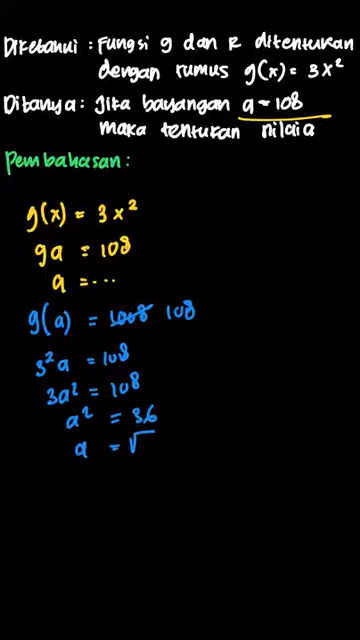 Diketahui : Fungsi g dan R ditentukan
dengan rumus g(x) = 3x²
Ditanya : Jika bayangan a = 108
maka tentukan nilai a
Pembahasan :
g(x) = 3x²
ga = 108
a = ...
g(a) = 108
3²a = 108
3a² = 108
a² = 36
a = √